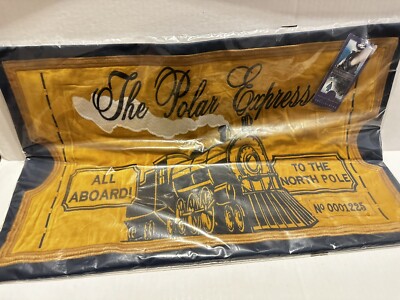 The Polar Express
ALL
ABOARD!
TO THE
NORTH POLE
No 0001225